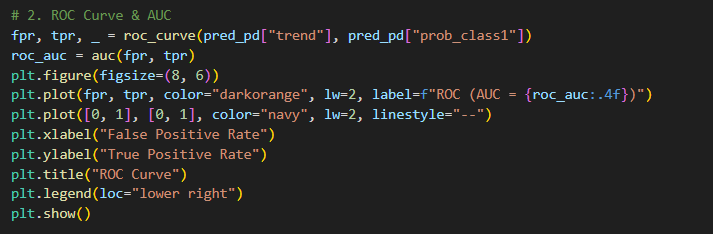 # 2. ROC Curve & AUC
fpr, tpr, _ = roc_curve(pred_pd["trend"], pred_pd["prob_class1"])
roc_auc = auc(fpr, tpr)
plt.figure(figsize=(8, 6))
plt.plot(fpr, tpr, color="darkorange", lw=2, label=f"ROC (AUC = {roc_auc:.4f})")
plt.plot([0, 1], [0, 1], color="navy", lw=2, linestyle="--")
plt.xlabel("False Positive Rate")
plt.ylabel("True Positive Rate")
plt.title("ROC Curve")
plt.legend(loc="lower right")
plt.show()